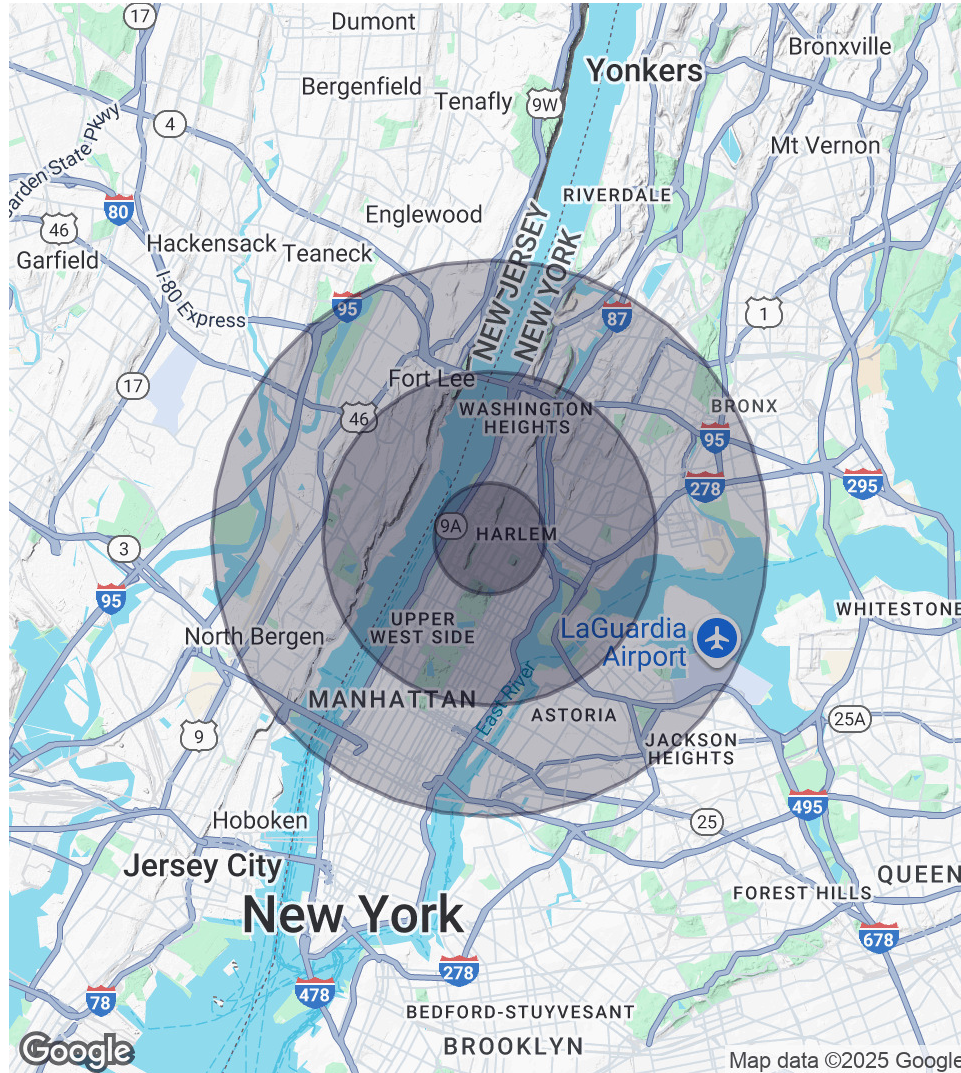 17
Dumont
Bronxville
Yonkers
Bergenfield
Tenafly
9W
4
Mt Vernon
arden State Pkwy
80
RIVERDALE
Englewood
46
Hackensack
Teaneck
Garfield
NEW JERSEY
NEW YORK
I-80 Express
95
87
1
Fort Lee
17
46
WASHINGTON
HEIGHTS
BRONX
95
278
295
9A
HARLEM
3
95
WHITESTONE
UPPER
WEST SIDE
North Bergen
LaGuardia
Airport
MANHATTAN
East River
ASTORIA
25A
9
JACKSON
HEIGHTS
495
Hoboken
25
Jersey City
QUEEN
FOREST HILLS
New York
678
278
478
78
BEDFORD-STUYVESANT
BROOKLYN
Google
Map data ©2025 Google